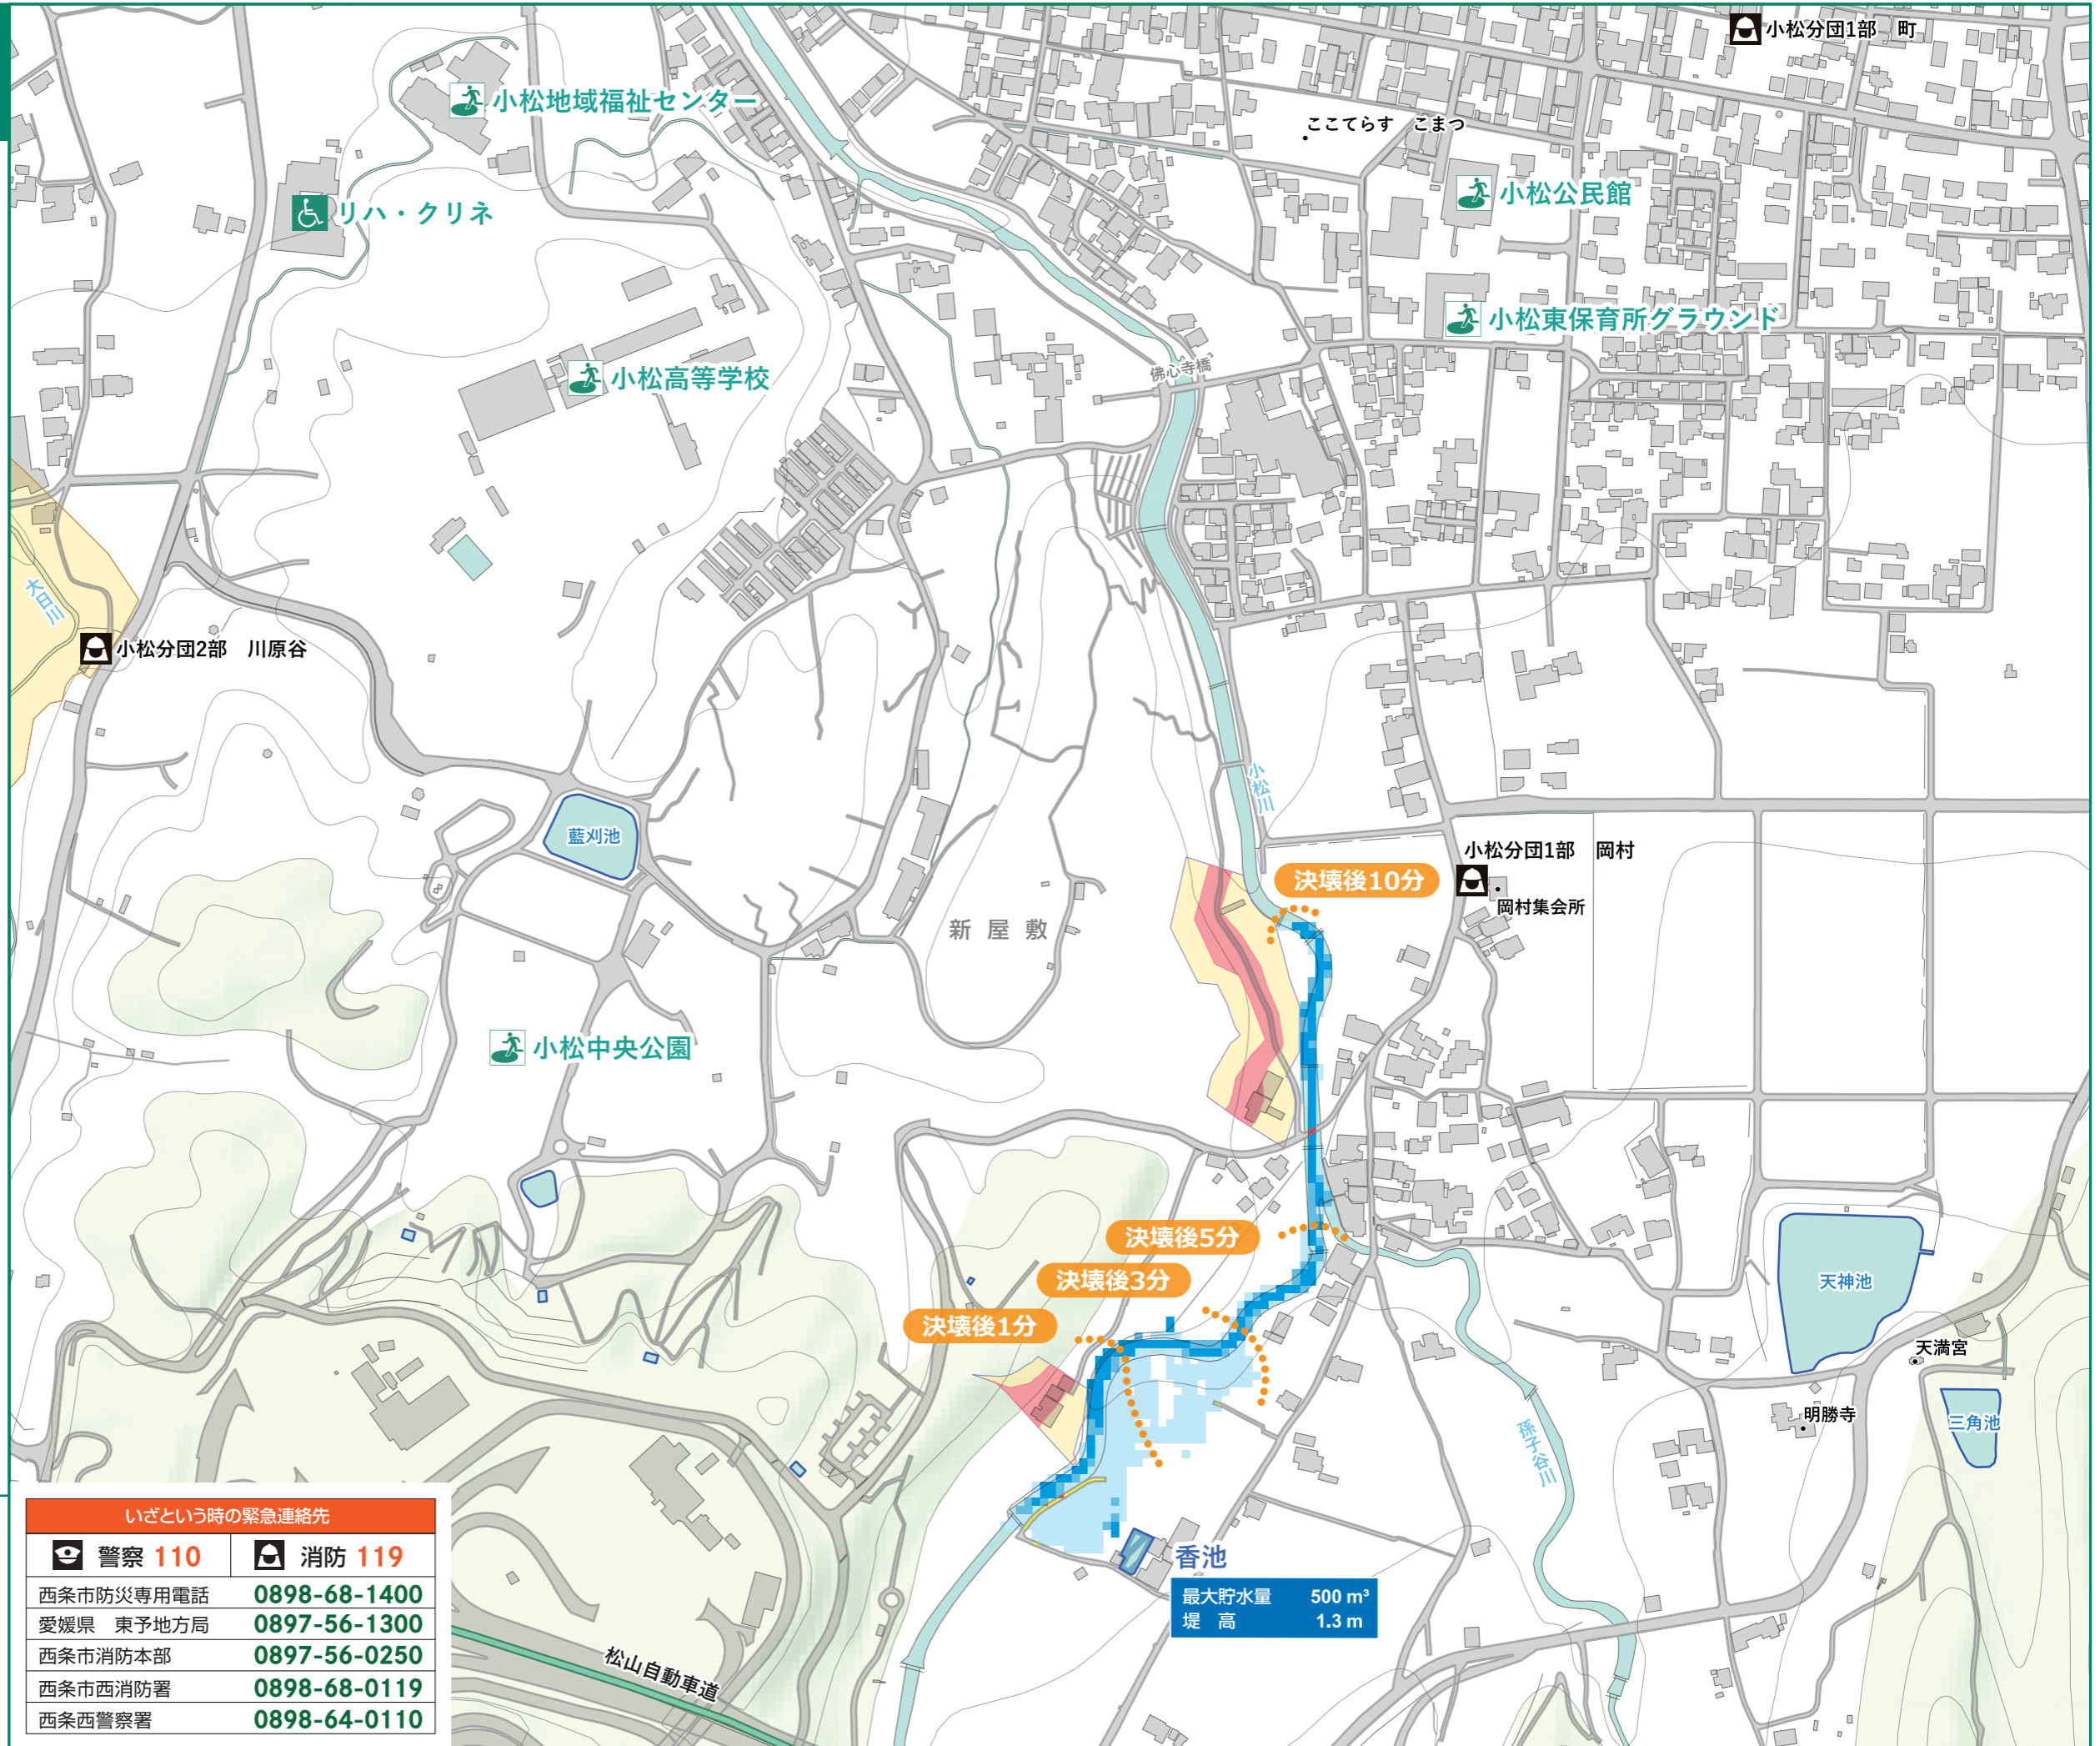 小松分団1部　町
小松地域福祉センター
ここてらす　こまつ
小松公民館
リハ・クリネ
小松東保育所グラウンド
佛心寺橋
小松高等学校
大日川
小松分団2部　川原谷
小松川
藍刈池
小松分団1部　岡村
決壊後10分
岡村集会所
新屋敷
小松中央公園
決壊後5分
決壊後3分
天神池
決壊後1分
天満宮
明勝寺
三角池
孫子谷川
香池
最大貯水量　500 m³
堤　高　1.3 m
松山自動車道
いざという時の緊急連絡先
警察 110　消防 119
西条市防災専用電話　0898-68-1400
愛媛県　東予地方局　0897-56-1300
西条市消防本部　0897-56-0250
西条市西消防署　0898-68-0119
西条西警察署　0898-64-0110